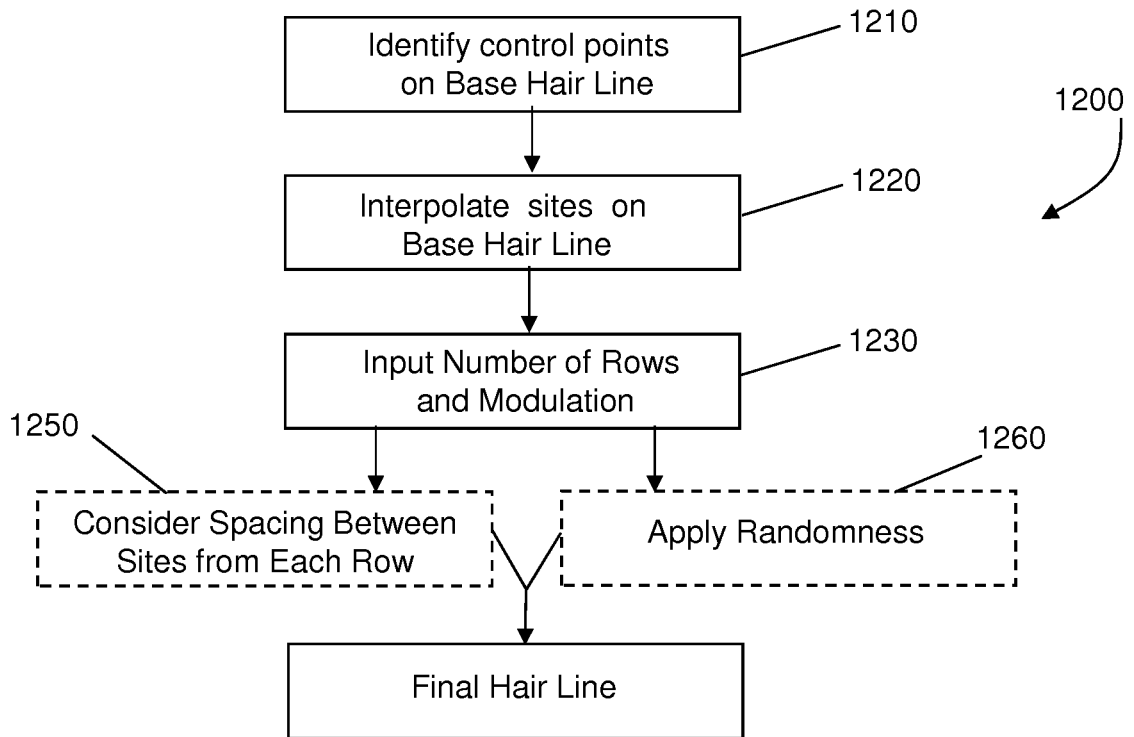 1210
Identify control points
on Base Hair Line
1200
1220
Interpolate sites on
Base Hair Line
1230
Input Number of Rows
and Modulation
1250
1260
Consider Spacing Between
Sites from Each Row
Apply Randomness
Final Hair Line